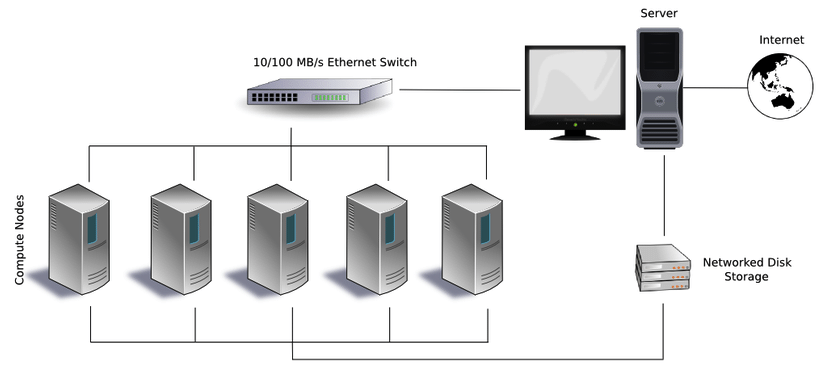 Server
Internet
10/100 MB/s Ethernet Switch
Compute Nodes
Networked Disk
Storage